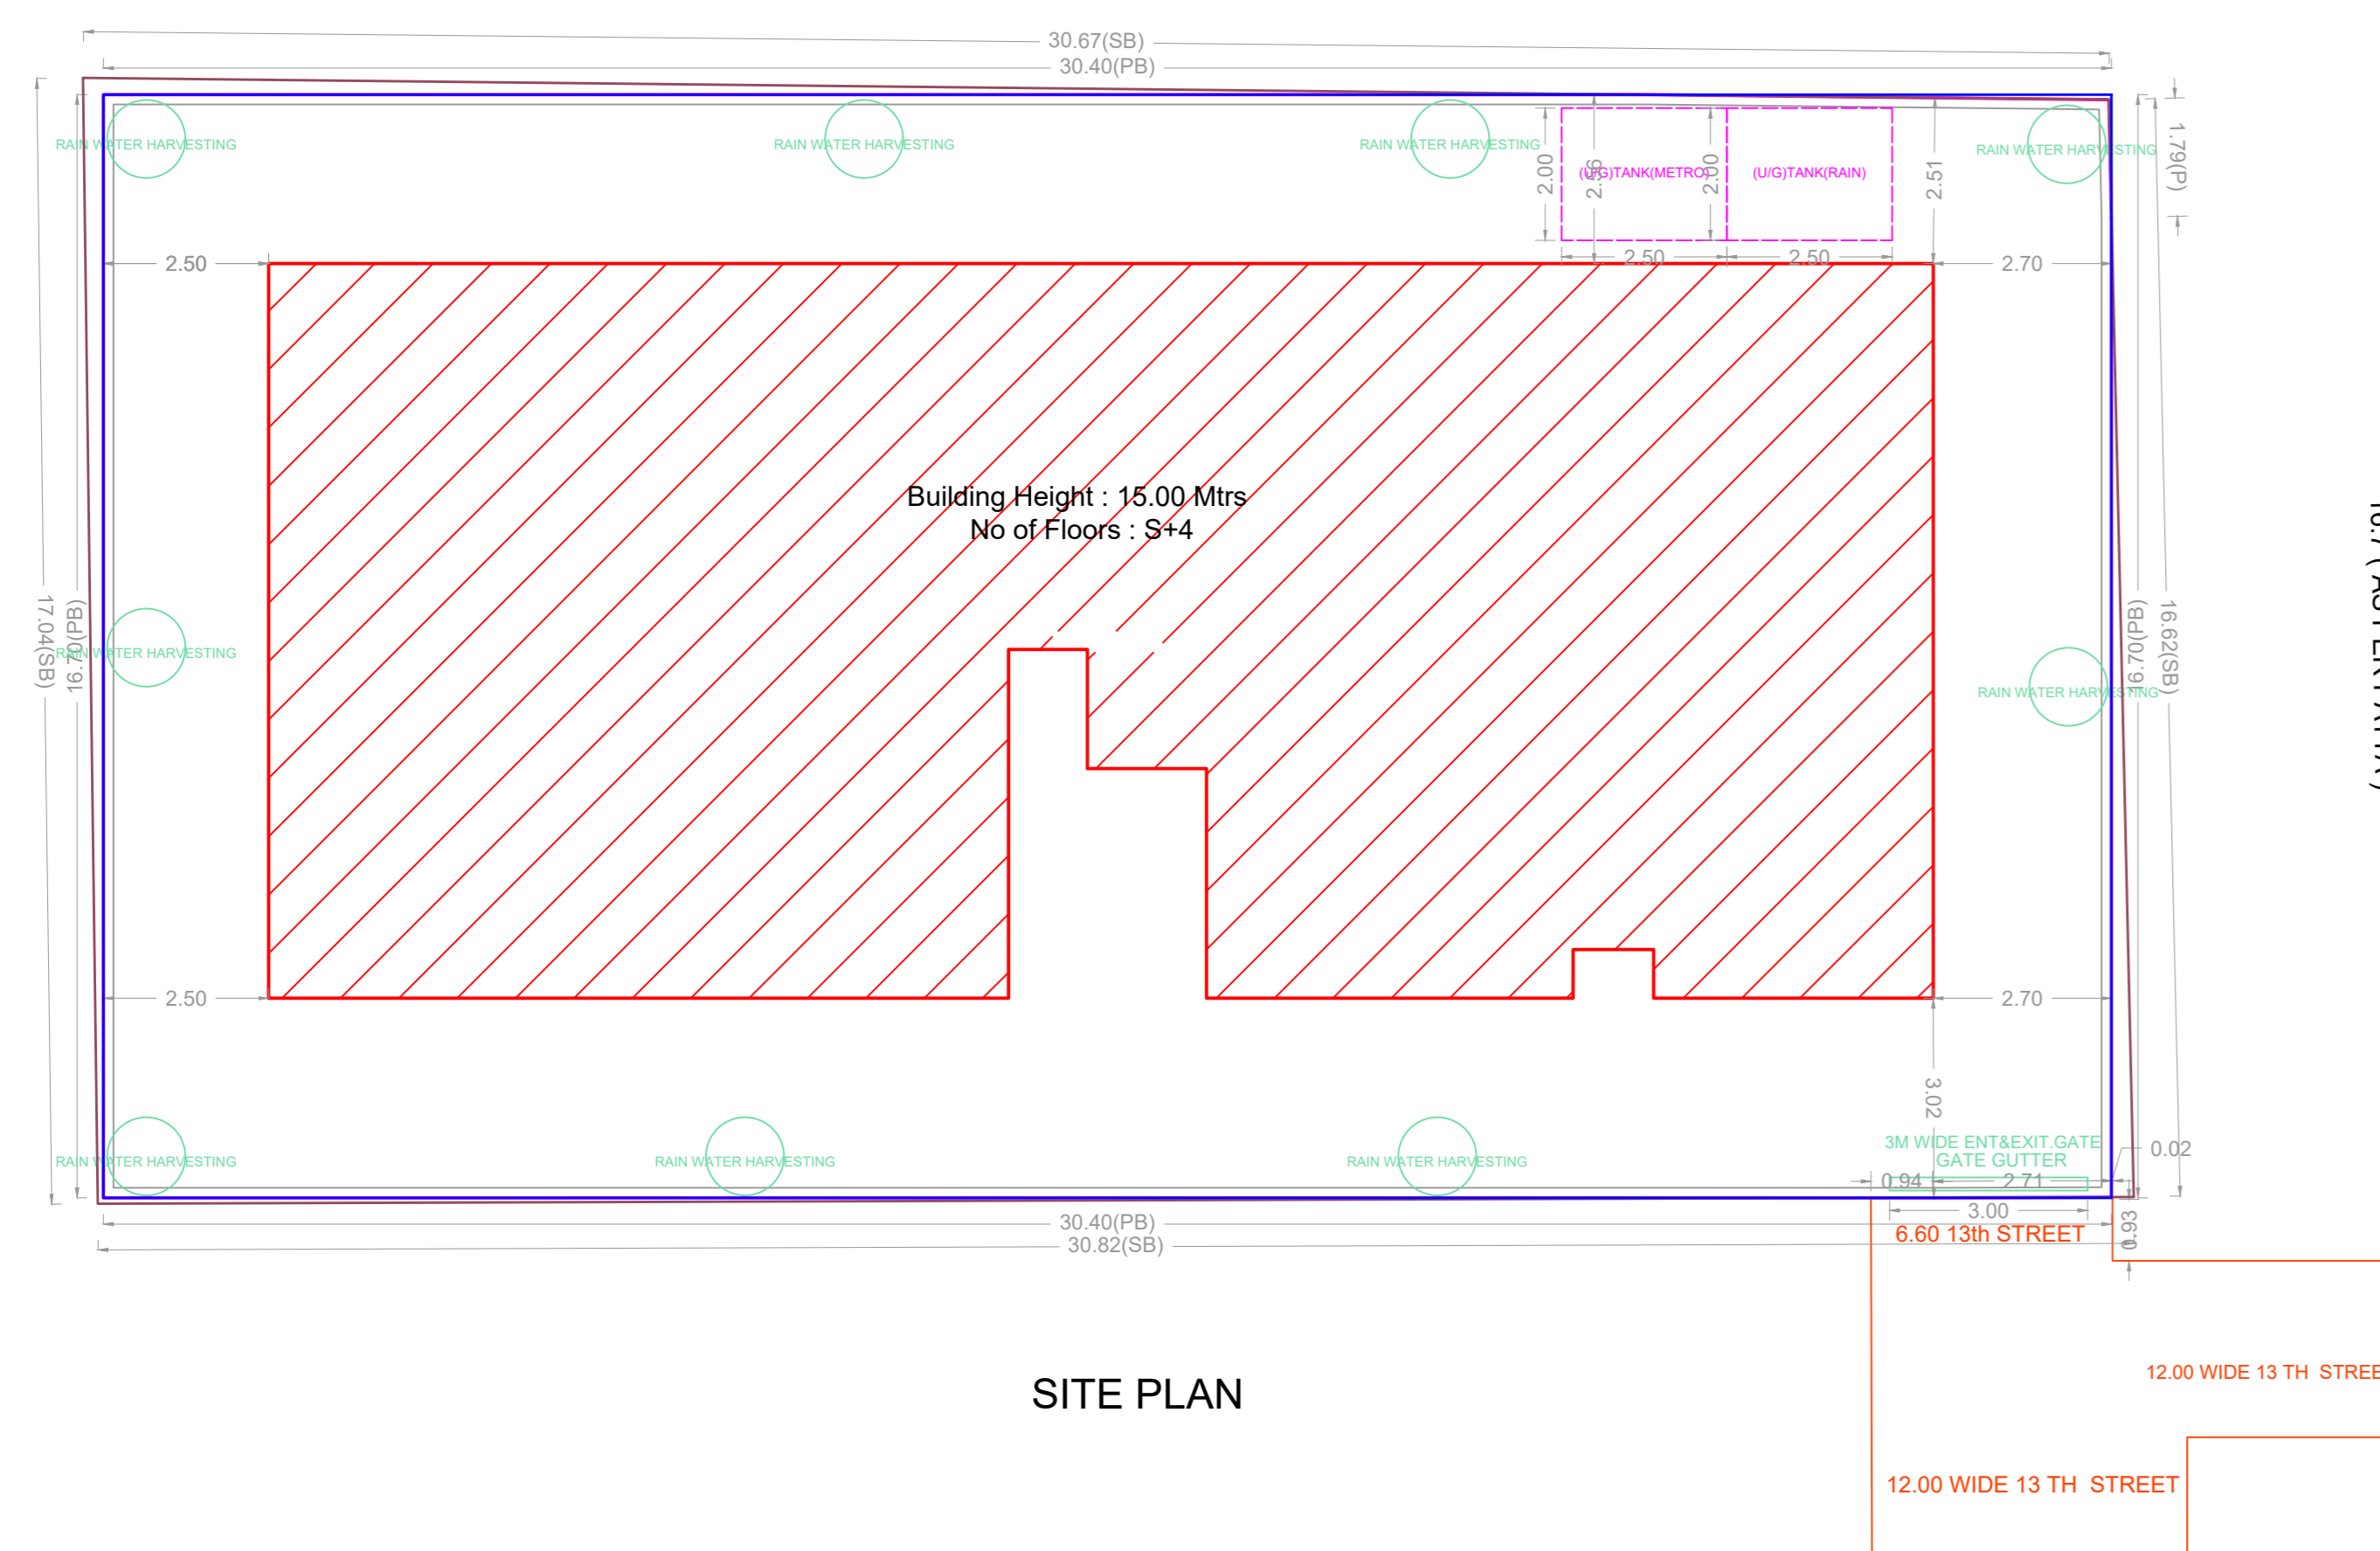 30.67(SB)
30.40(PB)
RAIN WATER HARVESTING
RAIN WATER HARVESTING
RAIN WATER HARVESTING
RAIN WATER HARVESTING
1.79(P)
2.00
(U/G)TANK(METRO)
2.56
2.00
(U/G)TANK(RAIN)
2.51
2.50
2.50
2.50
2.70
Building Height : 15.00 Mtrs
No of Floors : S+4
17.04(SB)
16.70(PB)
RAIN WATER HARVESTING
RAIN WATER HARVESTING
16.70(PB)
16.62(SB)
2.50
2.70
3.02
3M WIDE ENT&EXIT.GATE
GATE GUTTER
0.02
RAIN WATER HARVESTING
RAIN WATER HARVESTING
RAIN WATER HARVESTING
0.94
2.71
3.00
30.40(PB)
30.82(SB)
6.60 13th STREET
0.93
SITE PLAN
12.00 WIDE 13 TH STREE
12.00 WIDE 13 TH STREET